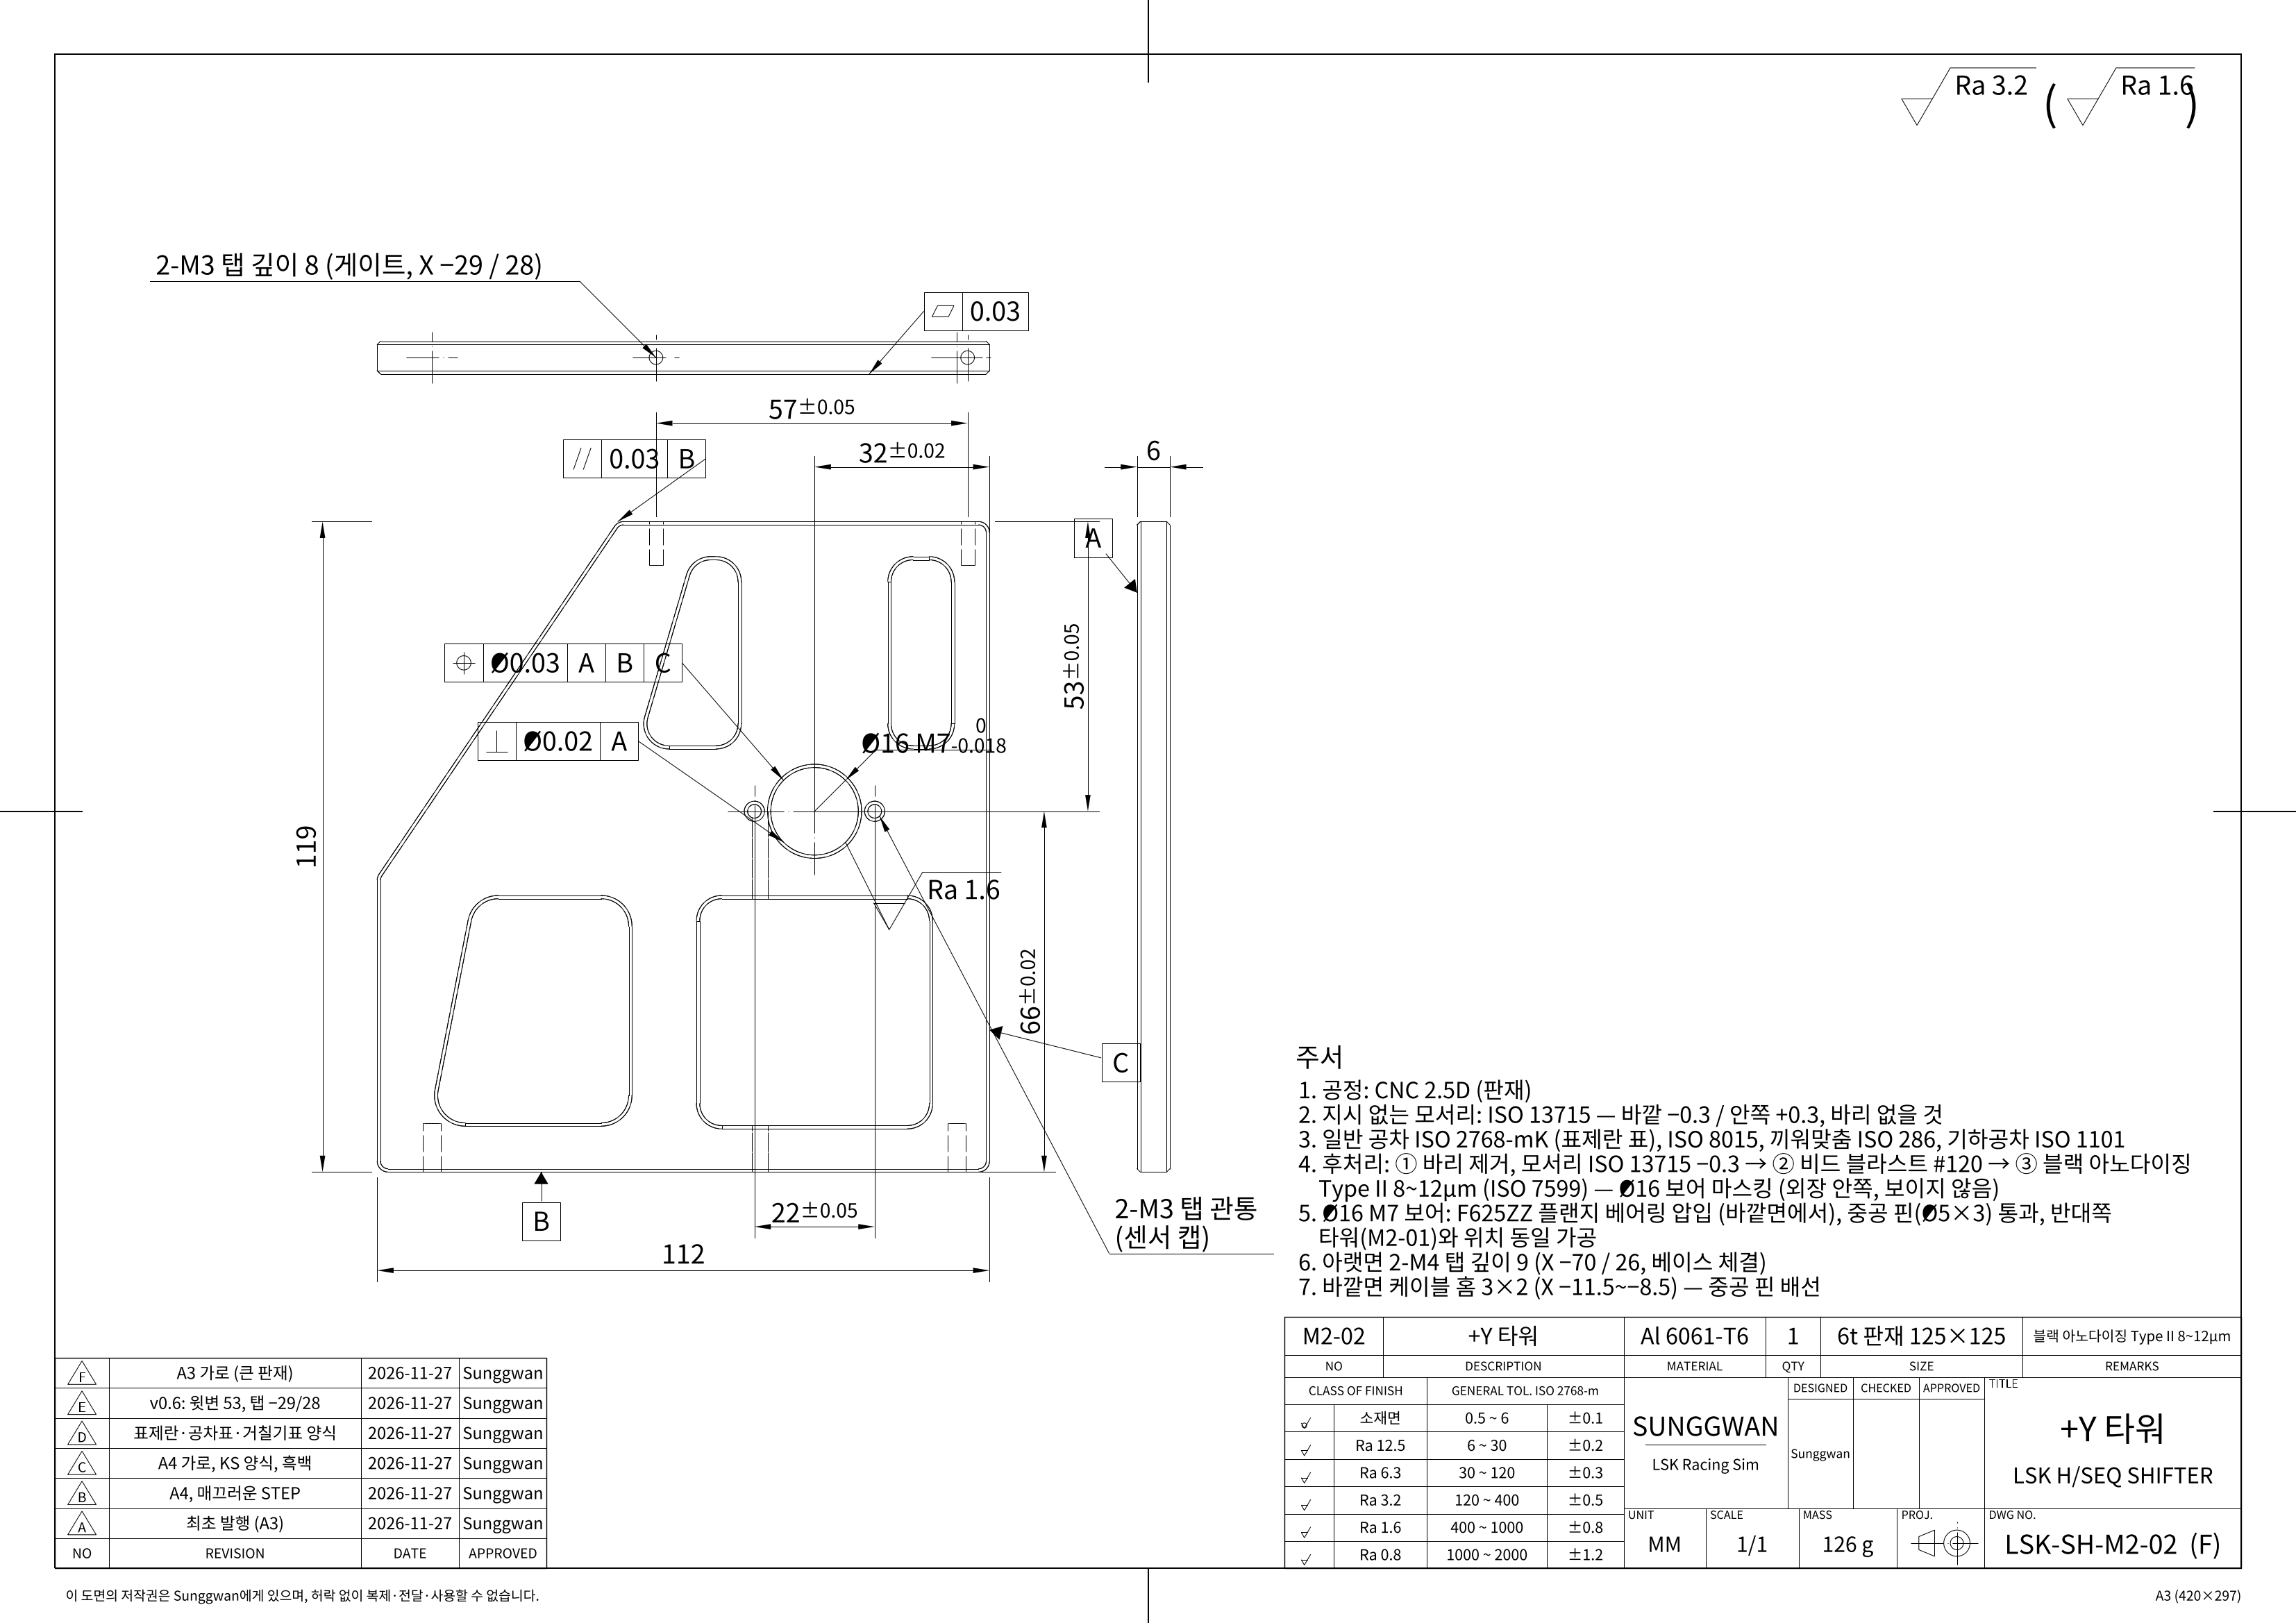 Ra 3.2 ( Ra 1.6 )
2-M3 탭 깊이 8 (게이트, X −29 / 28)
0.03
57±0.05
// 0.03 B
32±0.02
6
A
53±0.05
Ø0.03 A B C
Ø0.02 A
Ø16 M7 0 -0.018
119
Ra 1.6
66±0.02
C
B
22±0.05
112
2-M3 탭 관통
(센서 캡)
주서
1. 공정: CNC 2.5D (판재)
2. 지시 없는 모서리: ISO 13715 — 바깥 −0.3 / 안쪽 +0.3, 바리 없을 것
3. 일반 공차 ISO 2768-mK (표제란 표), ISO 8015, 끼워맞춤 ISO 286, 기하공차 ISO 1101
4. 후처리: ① 바리 제거, 모서리 ISO 13715 −0.3 → ② 비드 블라스트 #120 → ③ 블랙 아노다이징
Type II 8~12µm (ISO 7599) — Ø16 보어 마스킹 (외장 안쪽, 보이지 않음)
5. Ø16 M7 보어: F625ZZ 플랜지 베어링 압입 (바깥면에서), 중공 핀(Ø5×3) 통과, 반대쪽
타워(M2-01)와 위치 동일 가공
6. 아랫면 2-M4 탭 깊이 9 (X −70 / 26, 베이스 체결)
7. 바깥면 케이블 홈 3×2 (X −11.5~−8.5) — 중공 핀 배선
M2-02 +Y 타워 Al 6061-T6 1 6t 판재 125×125 블랙 아노다이징 Type II 8~12µm
NO DESCRIPTION MATERIAL QTY SIZE REMARKS
CLASS OF FINISH GENERAL TOL. ISO 2768-m
소재면 0.5 ~ 6 ±0.1
Ra 12.5 6 ~ 30 ±0.2
Ra 6.3 30 ~ 120 ±0.3
Ra 3.2 120 ~ 400 ±0.5
Ra 1.6 400 ~ 1000 ±0.8
Ra 0.8 1000 ~ 2000 ±1.2
SUNGGWAN
LSK Racing Sim
DESIGNED CHECKED APPROVED
Sunggwan
TITLE
+Y 타워
LSK H/SEQ SHIFTER
UNIT SCALE MASS PROJ. DWG NO.
MM 1/1 126 g LSK-SH-M2-02 (F)
F A3 가로 (큰 판재) 2026-11-27 Sunggwan
E v0.6: 윗변 53, 탭 −29/28 2026-11-27 Sunggwan
D 표제란·공차표·거칠기표 양식 2026-11-27 Sunggwan
C A4 가로, KS 양식, 흑백 2026-11-27 Sunggwan
B A4, 매끄러운 STEP 2026-11-27 Sunggwan
A 최초 발행 (A3) 2026-11-27 Sunggwan
NO REVISION DATE APPROVED
이 도면의 저작권은 Sunggwan에게 있으며, 허락 없이 복제·전달·사용할 수 없습니다.
A3 (420×297)